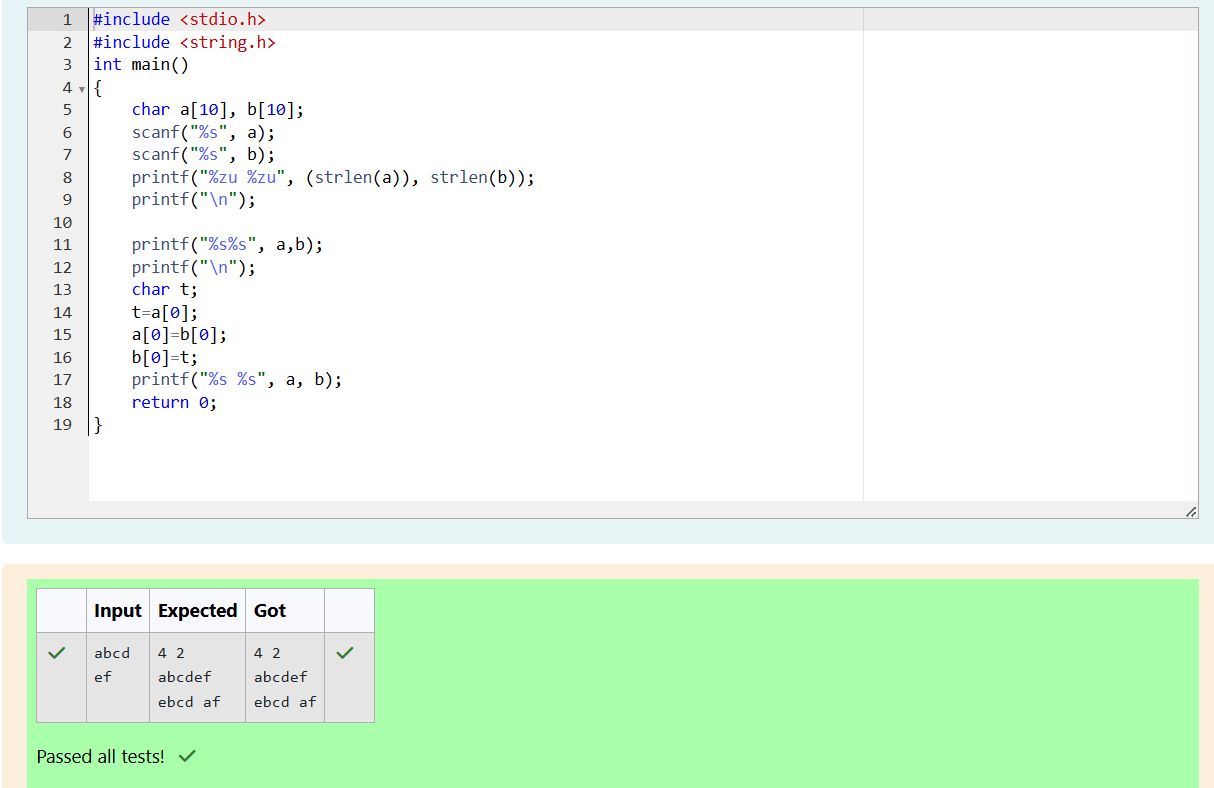 1 #include <stdio.h>
2 #include <string.h>
3 int main()
4 {
5 char a[10], b[10];
6 scanf("%s", a);
7 scanf("%s", b);
8 printf("%zu %zu", (strlen(a)), strlen(b));
9 printf("\n");
10
11 printf("%s%s", a,b);
12 printf("\n");
13 char t;
14 t=a[0];
15 a[0]=b[0];
16 b[0]=t;
17 printf("%s %s", a, b);
18 return 0;
19 }
Input Expected Got
abcd 4 2 4 2
ef abcdef abcdef
ebcd af ebcd af
Passed all tests!